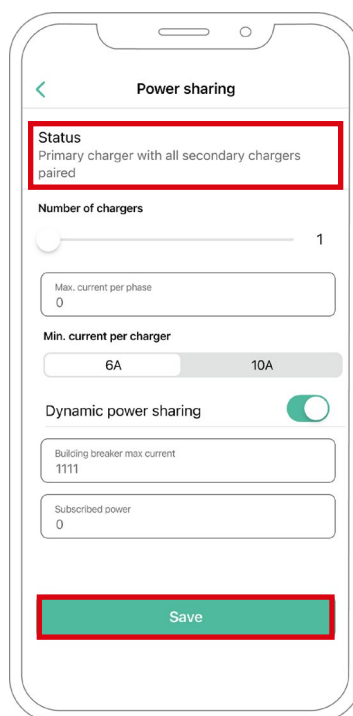 Power sharing
Status
Primary charger with all secondary chargers
paired
Number of chargers
1
Max. current per phase
0
Min. current per charger
6A 10A
Dynamic power sharing
Building breaker max current
1111
Subscribed power
0
Save